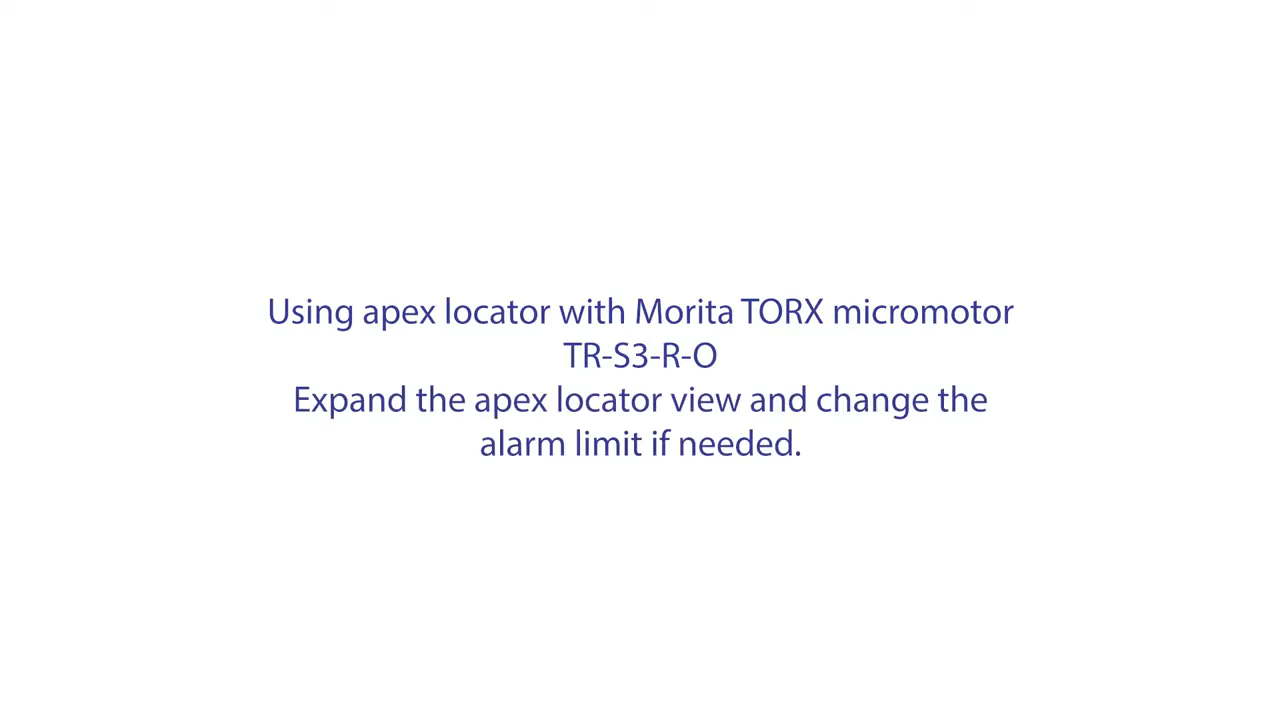 Using apex locator with Morita TORX micromotor
TR-S3-R-O
Expand the apex locator view and change the
alarm limit if needed.